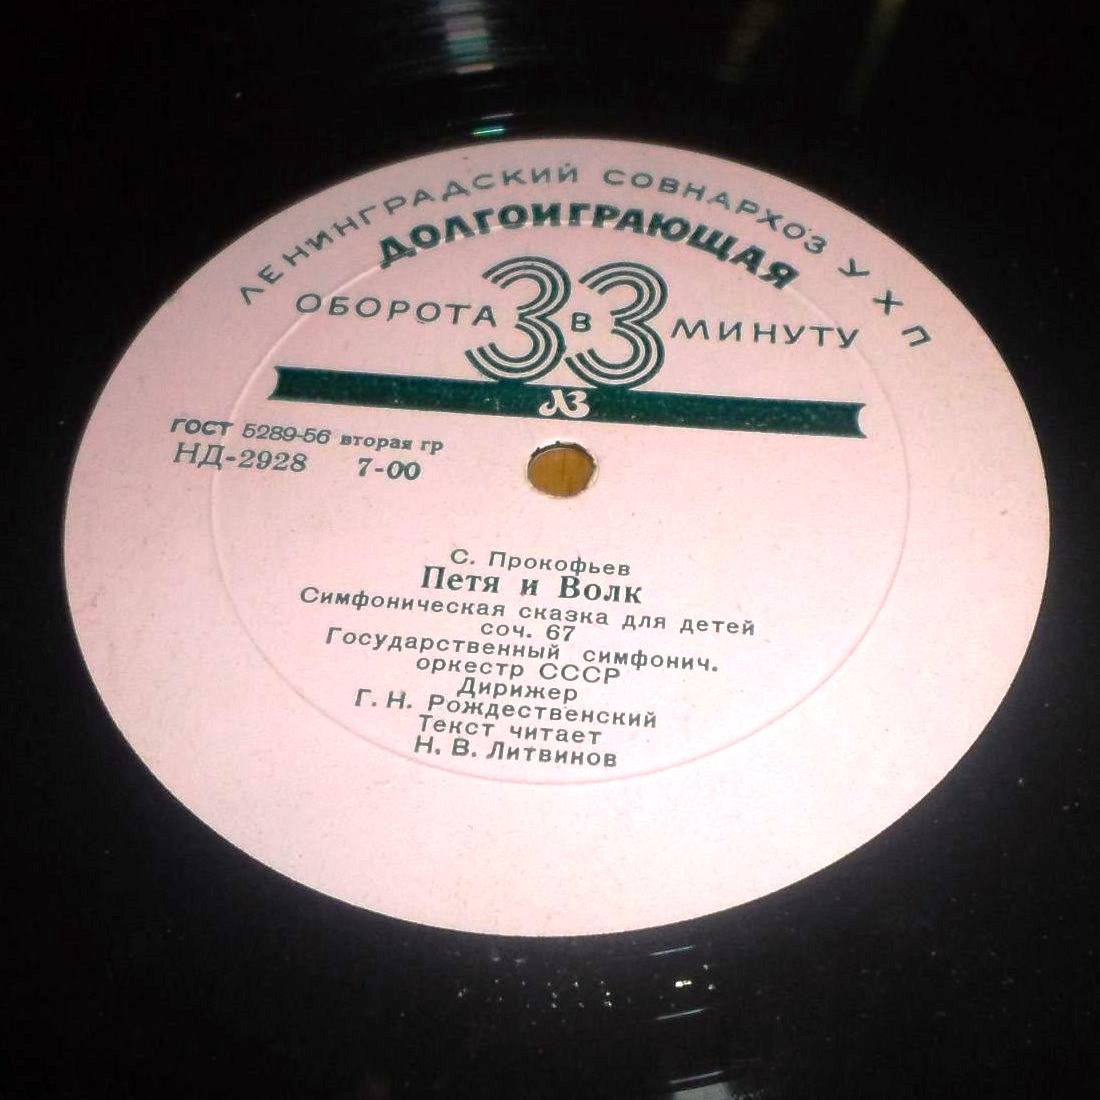 ЛЕНИНГРАДСКИЙ СОВНАРХОЗ УХП
ДОЛГОИГРАЮЩАЯ
ОБОРОТА 33 В МИНУТУ
ЛЗ
ГОСТ 5289-56 вторая гр
НД-2928 7-00
С. Прокофьев
Петя и Волк
Симфоническая сказка для детей
соч. 67
Государственный симфонич.
оркестр СССР
Дирижер
Г. Н. Рождественский
Текст читает
Н. В. Литвинов